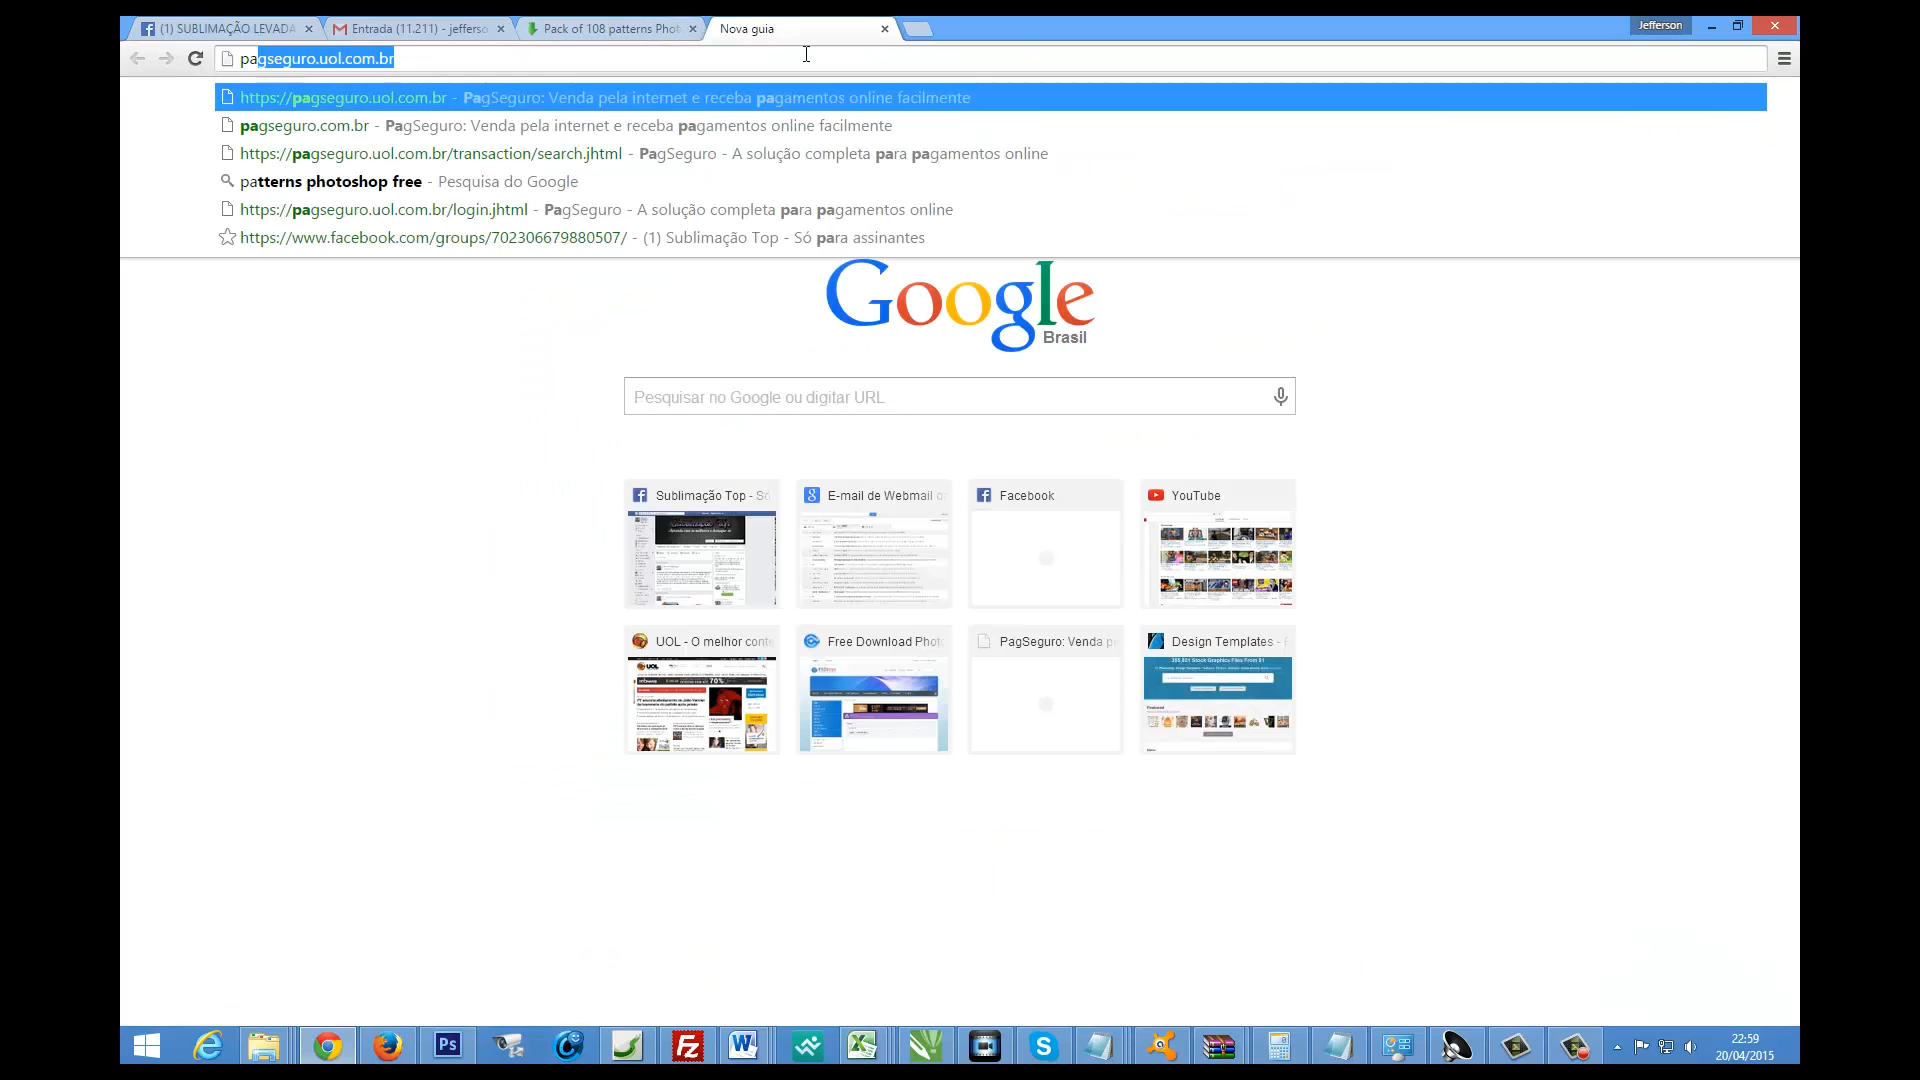 (1) SUBLIMAÇÃO LEVADA
Entrada (11.211) - jefferso
Pack of 108 patterns Phot
Nova guia
Jefferson
pagseguro.uol.com.br
https://pagseguro.uol.com.br - PagSeguro: Venda pela internet e receba pagamentos online facilmente
pagseguro.com.br - PagSeguro: Venda pela internet e receba pagamentos online facilmente
https://pagseguro.uol.com.br/transaction/search.jhtml - PagSeguro - A solução completa para pagamentos online
patterns photoshop free - Pesquisa do Google
https://pagseguro.uol.com.br/login.jhtml - PagSeguro - A solução completa para pagamentos online
https://www.facebook.com/groups/702306679880507/ - (1) Sublimação Top - Só para assinantes
Google
Brasil
Pesquisar no Google ou digitar URL
Sublimação Top - Só
E-mail de Webmail
Facebook
YouTube
UOL - O melhor conte
Free Download Phot
PagSeguro: Venda p
Design Templates -
UOL
70%
Ps
Fz
22:59
20/04/2015